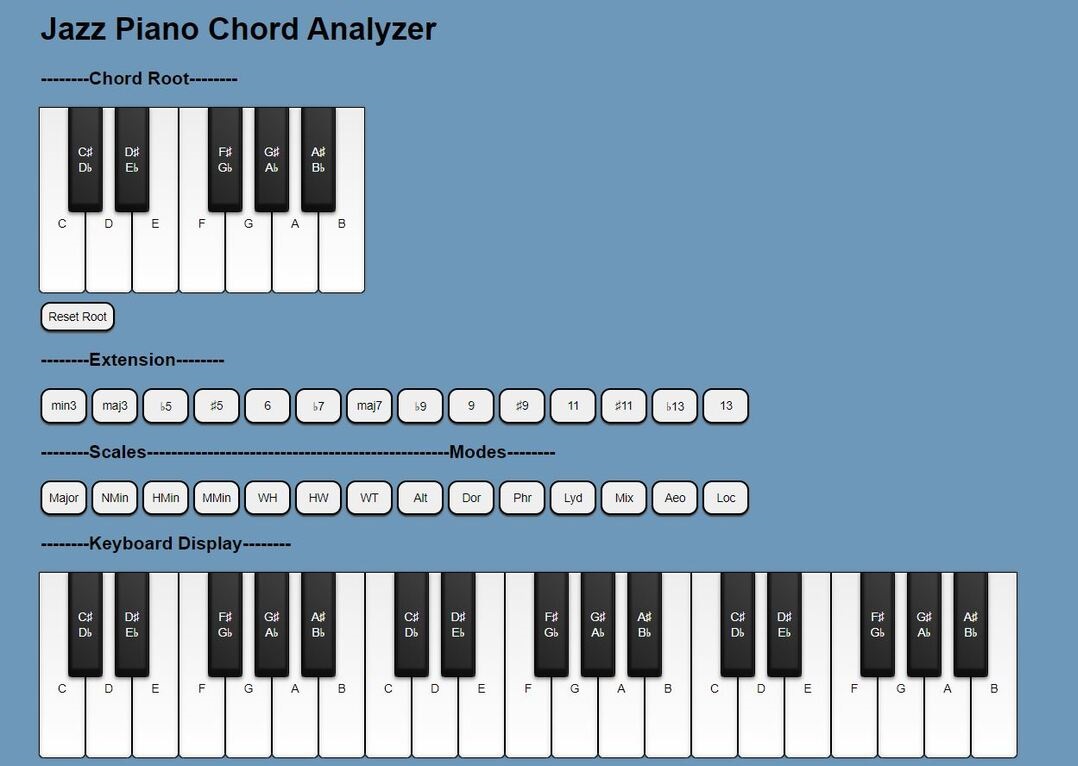 Jazz Piano Chord Analyzer
--------Chord Root--------
C♯ D♯ F♯ G♯ A♯
D♭ E♭ G♭ A♭ B♭
C D E F G A B
Reset Root
--------Extension--------
min3 maj3 ♭5 ♯5 6 ♭7 maj7 ♭9 9 ♯9 11 ♯11 ♭13 13
--------Scales--------------------------------------------------Modes--------
Major NMin HMin MMin WH HW WT Alt Dor Phr Lyd Mix Aeo Loc
--------Keyboard Display--------
C♯ D♯ F♯ G♯ A♯ C♯ D♯ F♯ G♯ A♯ C♯ D♯ F♯ G♯ A♯
D♭ E♭ G♭ A♭ B♭ D♭ E♭ G♭ A♭ B♭ D♭ E♭ G♭ A♭ B♭
C D E F G A B C D E F G A B C D E F G A B